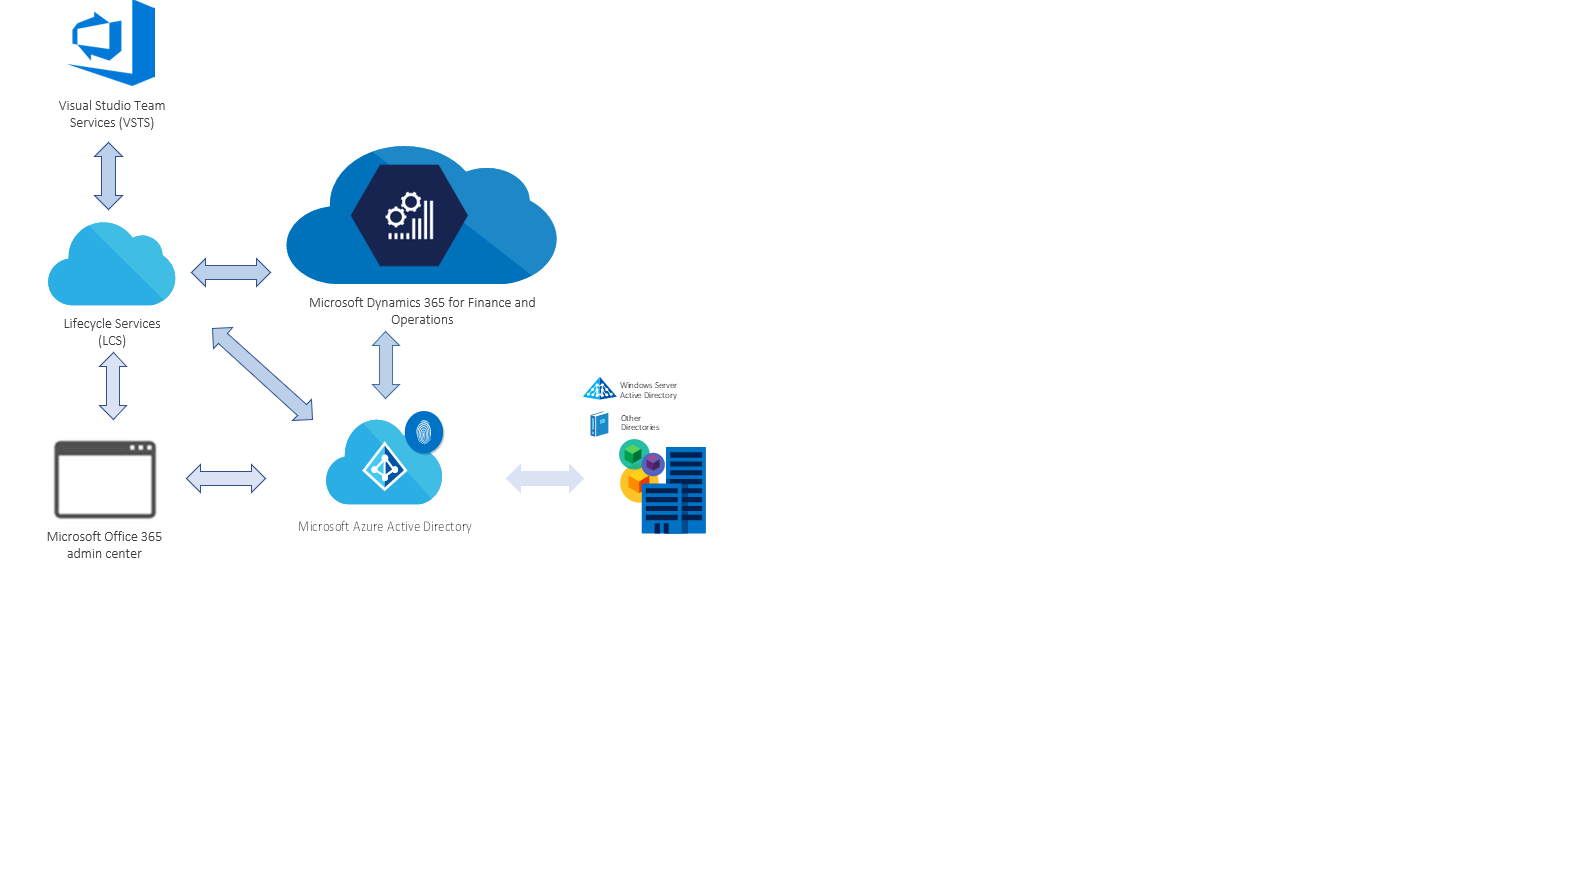 Visual Studio Team
Services (VSTS)
Microsoft Dynamics 365 for Finance and
Operations
Lifecycle Services
(LCS)
Windows Server
Active Directory
Other
Directories
Microsoft Azure Active Directory
Microsoft Office 365
admin center